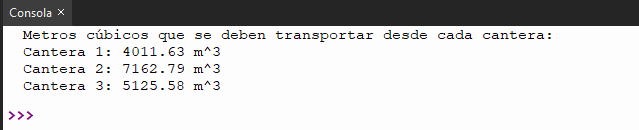 Consola ×
Metros cúbicos que se deben transportar desde cada cantera:
Cantera 1: 4011.63 m^3
Cantera 2: 7162.79 m^3
Cantera 3: 5125.58 m^3
>>>